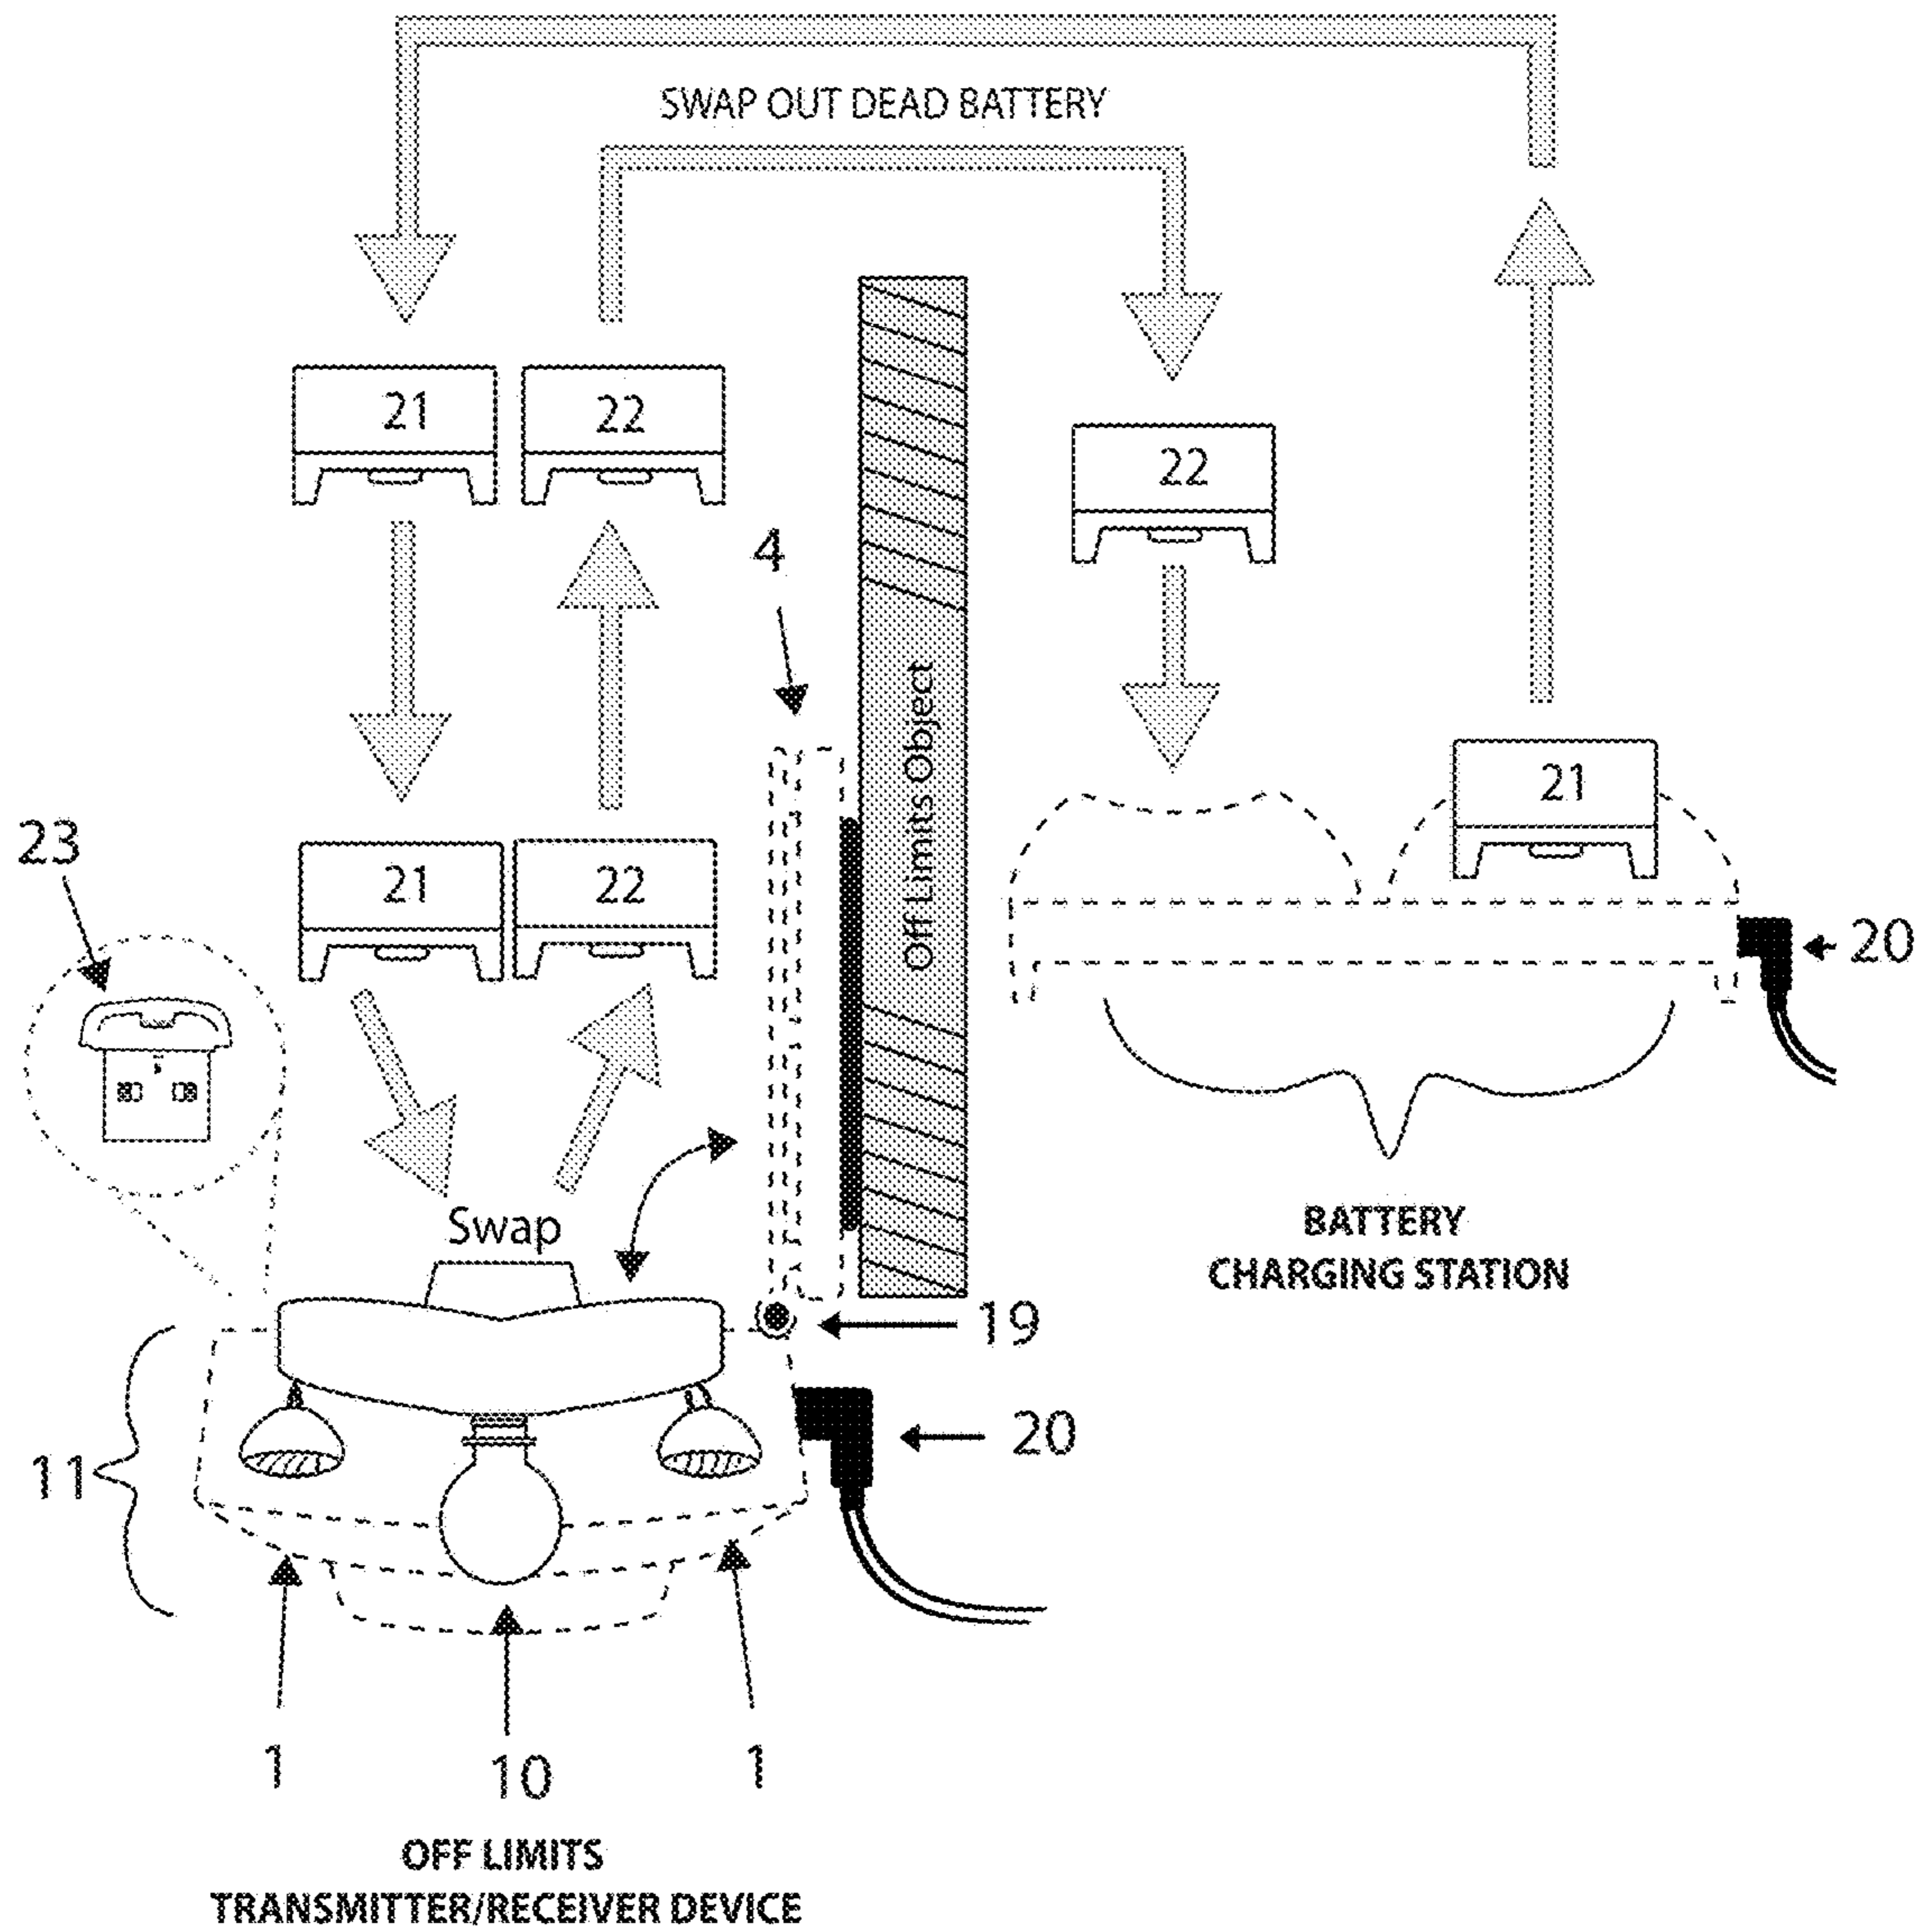 SWAP OUT DEAD BATTERY
21
22
22
4
Off Limits Object
21
23
21
22
20
Swap
BATTERY
CHARGING STATION
19
20
11
1
10
1
OFF LIMITS
TRANSMITTER/RECEIVER DEVICE